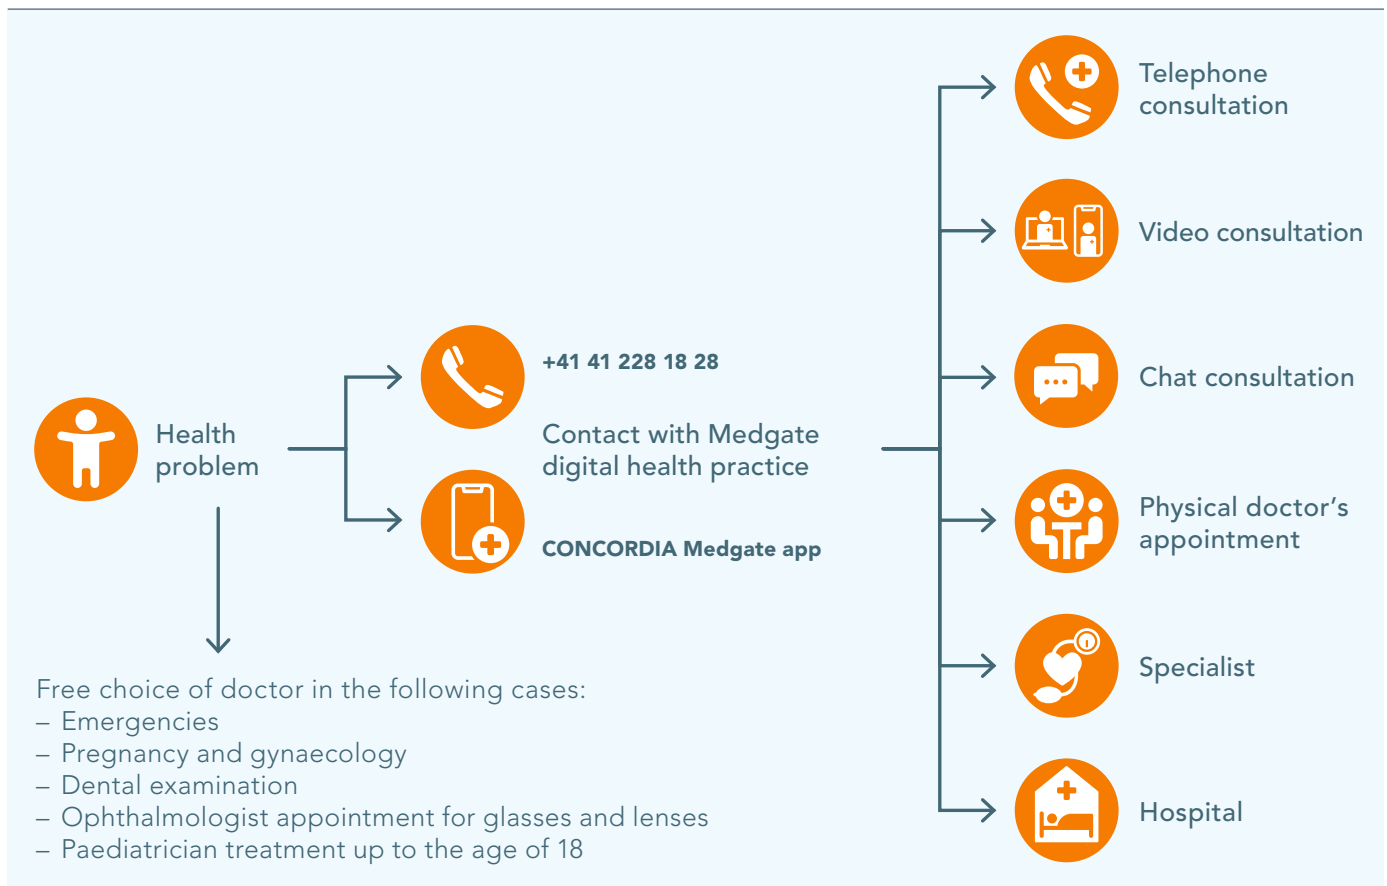 Telephone
consultation
Video consultation
+41 41 228 18 28
Chat consultation
Health
problem
Contact with Medgate
digital health practice
Physical doctor’s
appointment
CONCORDIA Medgate app
Specialist
Free choice of doctor in the following cases:
– Emergencies
– Pregnancy and gynaecology
– Dental examination
– Ophthalmologist appointment for glasses and lenses
– Paediatrician treatment up to the age of 18
Hospital